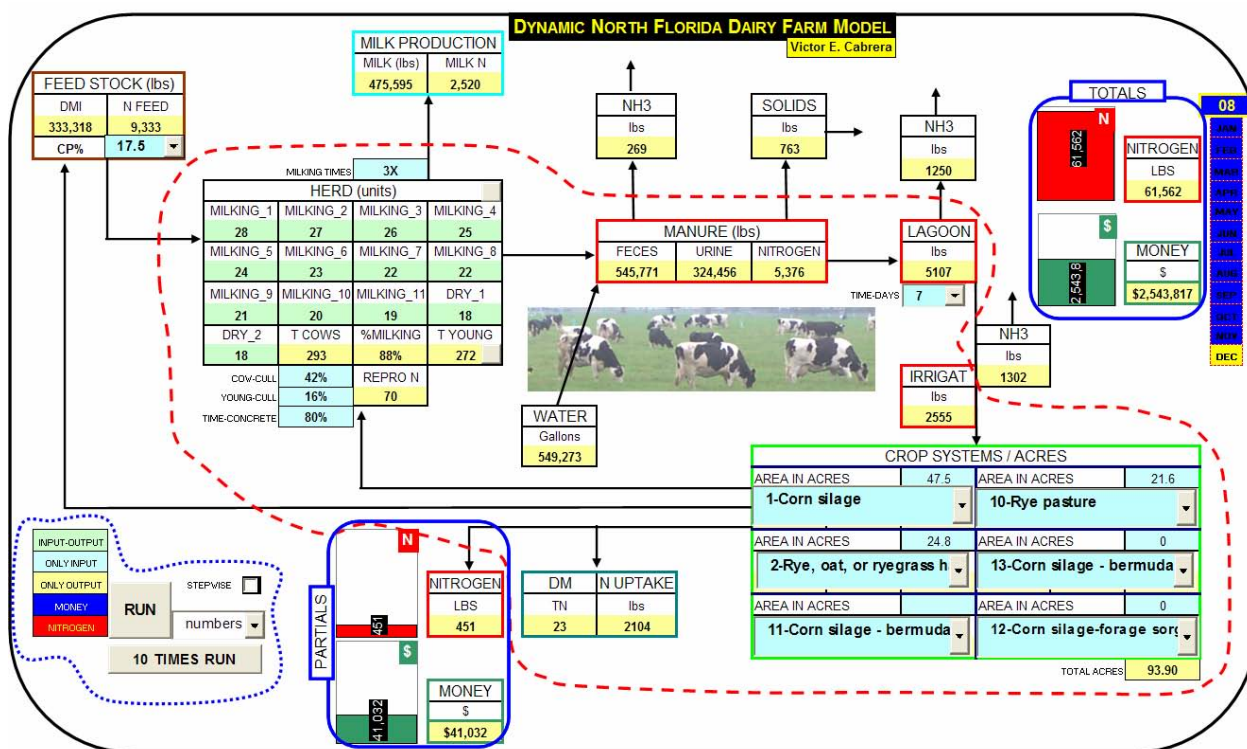 DYNAMIC NORTH FLORIDA DAIRY FARM MODEL
Victor E. Cabrera
MILK PRODUCTION
MILK (lbs) MILK N
475,595 2,520
FEED STOCK (lbs)
DMI N FEED
333,318 9,333
CP% 17.5
NH3
lbs
269
SOLIDS
lbs
763
NH3
lbs
1250
TOTALS
N
61,562
NITROGEN
LBS
61,562
$
2,543,8
MONEY
$
$2,543,817
08
JAN
FEB
MAR
APR
MAY
JUN
JUL
AUG
SEP
OCT
NOV
DEC
MILKING TIMES 3X
HERD (units)
MILKING_1 MILKING_2 MILKING_3 MILKING_4
28 27 26 25
MILKING_5 MILKING_6 MILKING_7 MILKING_8
24 23 22 22
MILKING_9 MILKING_10 MILKING_11 DRY_1
21 20 19 18
DRY_2 T COWS %MILKING T YOUNG
18 293 88% 272
COW-CULL 42% REPRO N
YOUNG-CULL 16% 70
TIME-CONCRETE 80%
MANURE (lbs)
FECES URINE NITROGEN
545,771 324,456 5,376
LAGOON
lbs
5107
TIME-DAYS 7
NH3
lbs
1302
IRRIGAT
lbs
2555
WATER
Gallons
549,273
CROP SYSTEMS / ACRES
AREA IN ACRES 47.5 AREA IN ACRES 21.6
1-Corn silage 10-Rye pasture
AREA IN ACRES 24.8 AREA IN ACRES 0
2-Rye, oat, or ryegrass h 13-Corn silage - bermuda
AREA IN ACRES AREA IN ACRES 0
11-Corn silage - bermuda 12-Corn silage-forage sorg
TOTAL ACRES 93.90
INPUT-OUTPUT
ONLY INPUT
ONLY OUTPUT
MONEY
NITROGEN
RUN
STEPWISE
numbers
10 TIMES RUN
PARTIALS
N
451
NITROGEN
LBS
451
$
41,032
MONEY
$
$41,032
DM N UPTAKE
TN lbs
23 2104